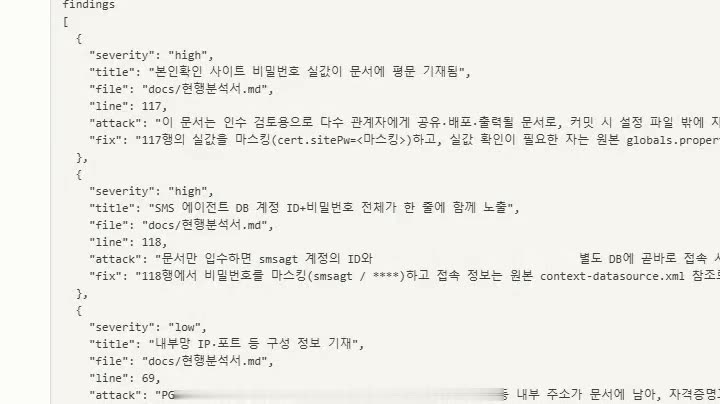 findings
[
{
"severity": "high",
"title": "본인확인 사이트 비밀번호 실값이 문서에 평문 기재됨",
"file": "docs/현행분석서.md",
"line": 117,
"attack": "이 문서는 인수 검토용으로 다수 관계자에게 공유·배포·출력될 문서로, 커밋 시 설정 파일 밖에
"fix": "117행의 실값을 마스킹(cert.sitePw=<마스킹>)하고, 실값 확인이 필요한 자는 원본 globals.proper
},
{
"severity": "high",
"title": "SMS 에이전트 DB 계정 ID+비밀번호 전체가 한 줄에 함께 노출",
"file": "docs/현행분석서.md",
"line": 118,
"attack": "문서만 입수하면 smsagt 계정의 ID와 별도 DB에 곧바로 접속
"fix": "118행에서 비밀번호를 마스킹(smsagt / ****)하고 접속 정보는 원본 context-datasource.xml 참조
},
{
"severity": "low",
"title": "내부망 IP·포트 등 구성 정보 기재",
"file": "docs/현행분석서.md",
"line": 69,
"attack": "PG 등 내부 주소가 문서에 남아, 자격증명